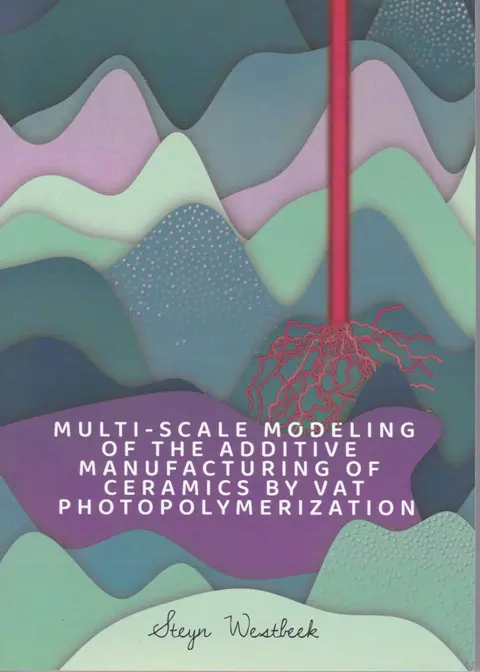 MULTI-SCALE MODELING
OF THE ADDITIVE
MANUFACTURING OF
CERAMICS BY VAT
PHOTOPOLYMERIZATION
Steyn Westbeek